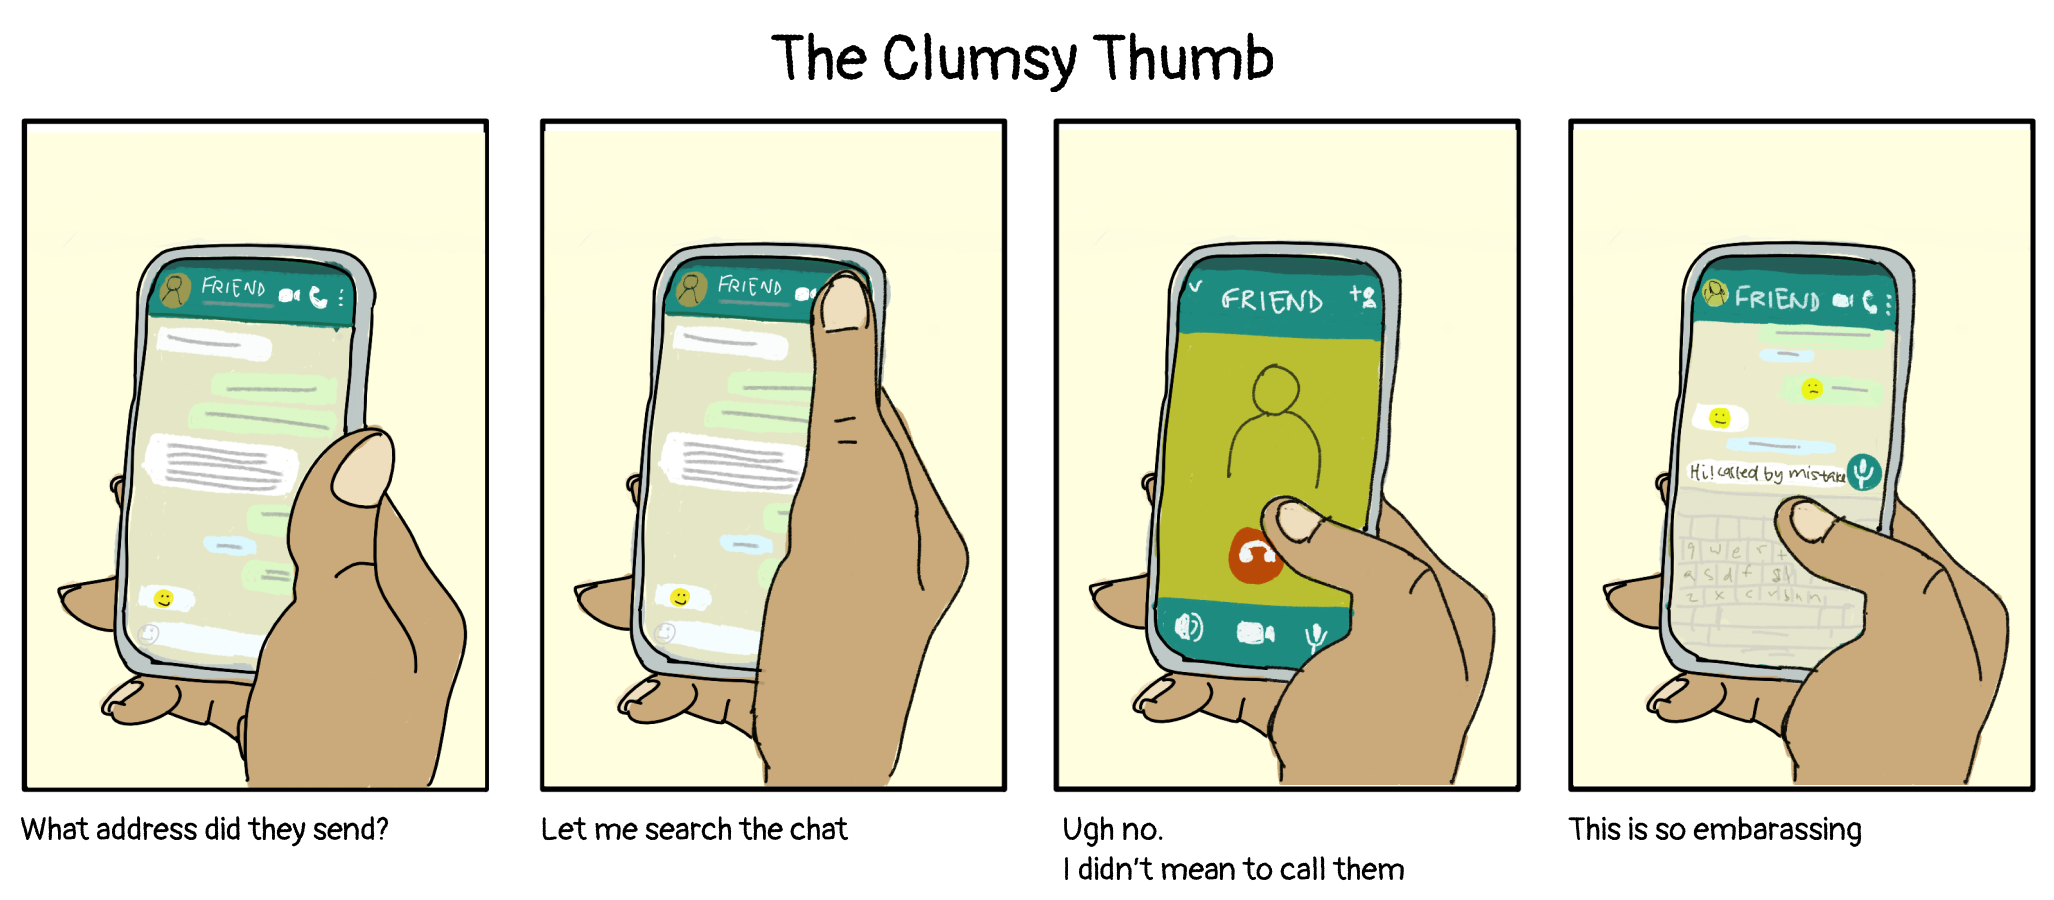 The Clumsy Thumb
FRIEND
What address did they send?
FRIEND
Let me search the chat
FRIEND
Ugh no.
I didn't mean to call them
FRIEND
Hi! called by mistake
q w e r t
a s d f g h
z x c v b n m
This is so embarassing